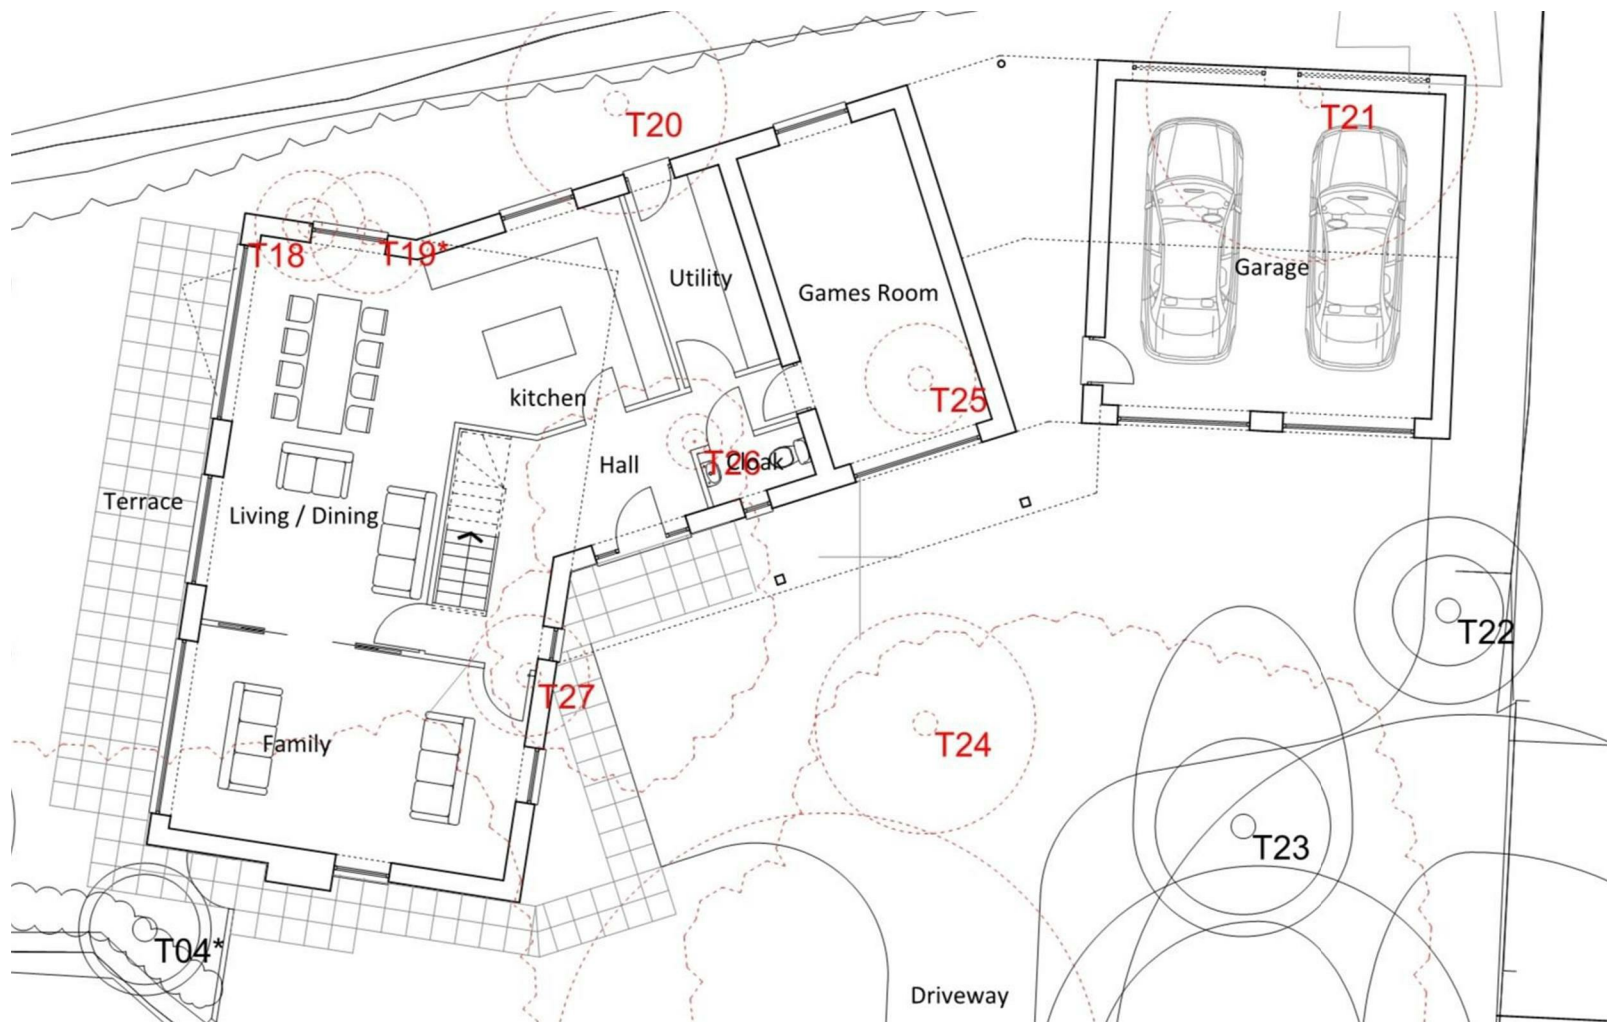 T20
T21
T18
T19*
Utility
Games Room
Garage
kitchen
T25
Hall
T26
Cloak
Terrace
Living / Dining
T22
T27
Family
T24
T23
T04*
Driveway